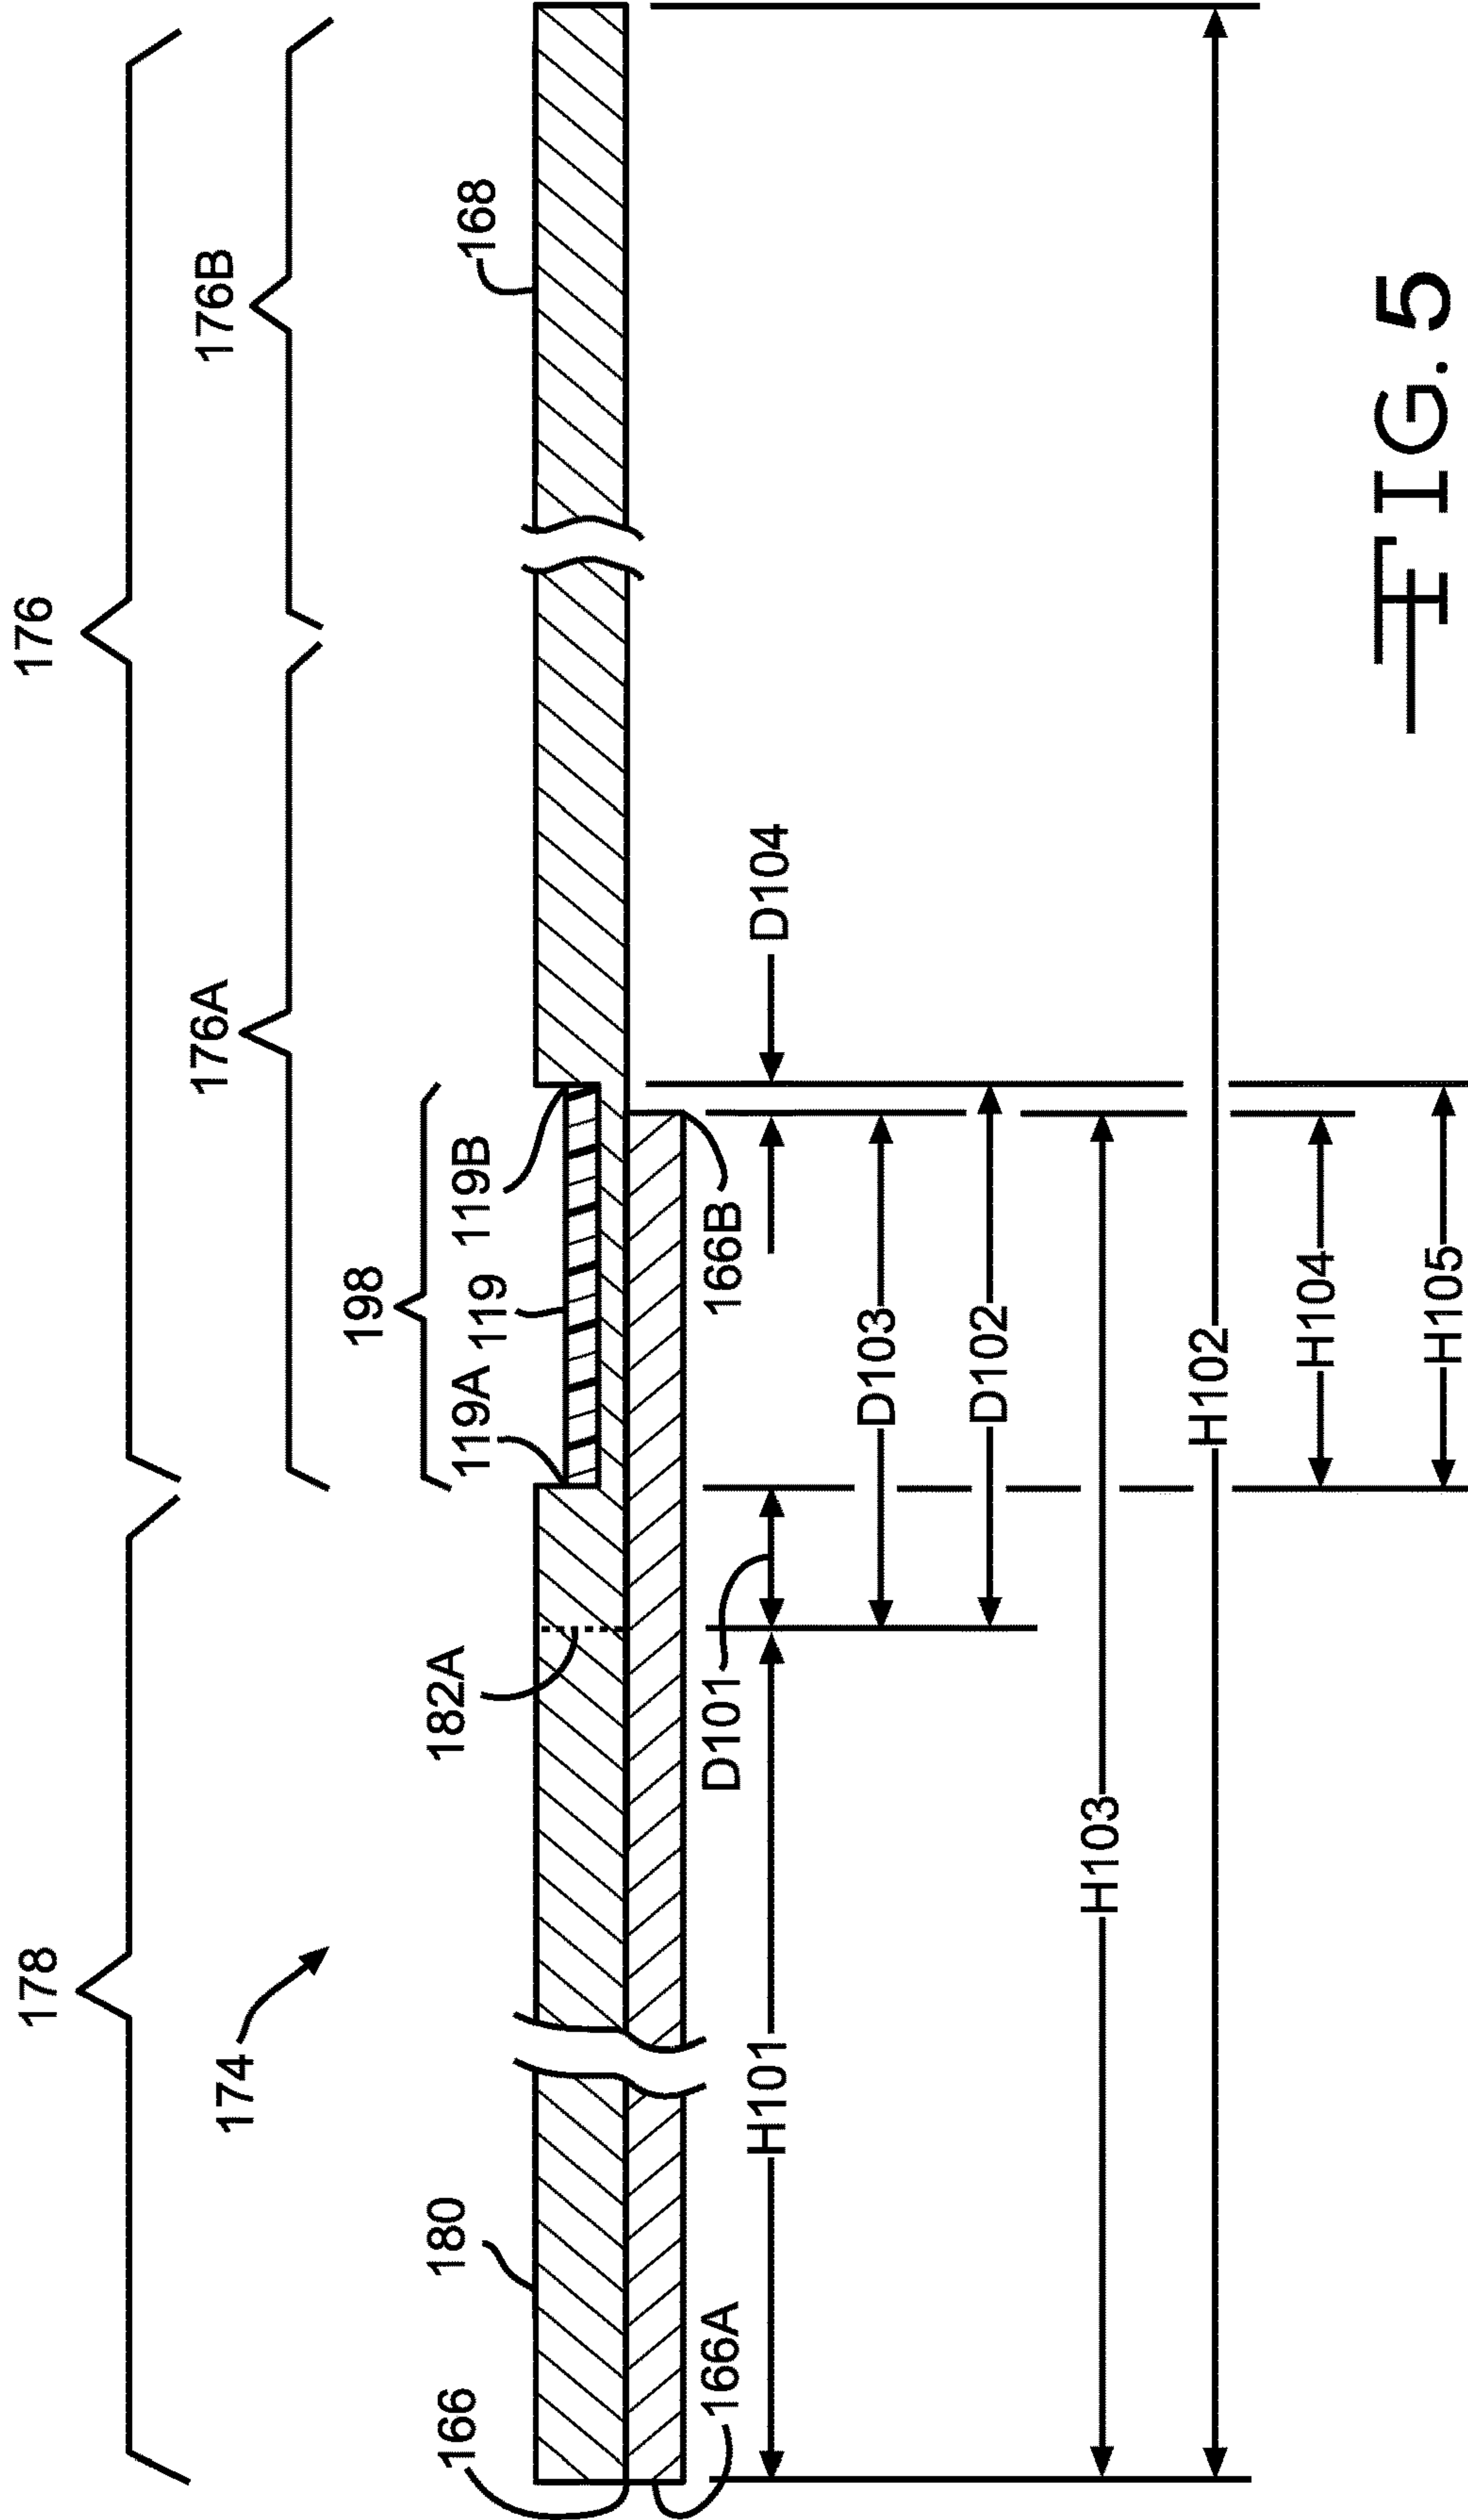 178
176
174
176A
176B
198
166
180
182A
119A
119
119B
168
166A
D101
166B
D104
H101
D103
D102
H103
H102
H104
H105
FIG. 5